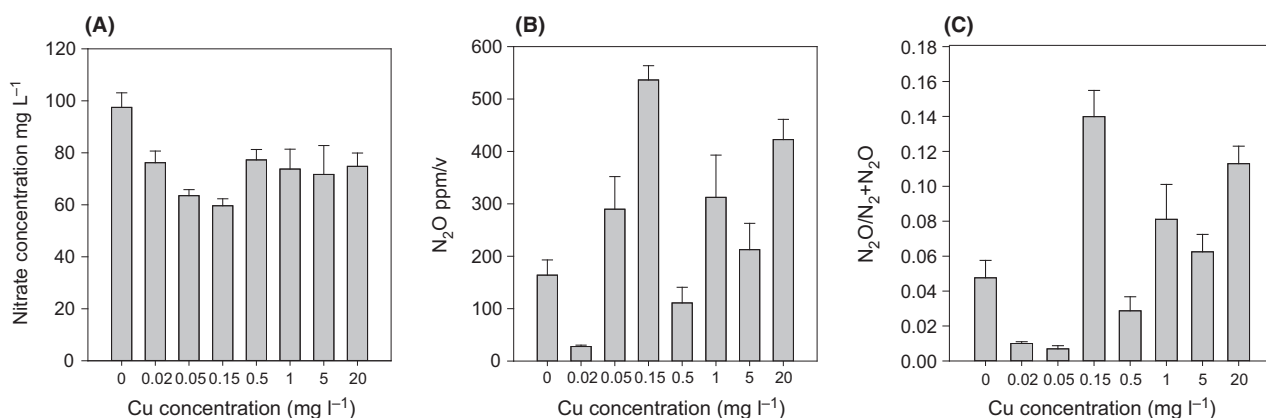 (A)
120
100
80
60
40
20
0
Nitrate concentration mg L⁻¹
0 0.02 0.05 0.15 0.5 1 5 20
Cu concentration (mg l⁻¹)
(B)
600
500
400
300
200
100
0
N₂O ppm/v
0 0.02 0.05 0.15 0.5 1 5 20
Cu concentration (mg l⁻¹)
(C)
0.18
0.16
0.14
0.12
0.10
0.08
0.06
0.04
0.02
0.00
N₂O/N₂+N₂O
0 0.02 0.05 0.15 0.5 1 5 20
Cu concentration (mg l⁻¹)